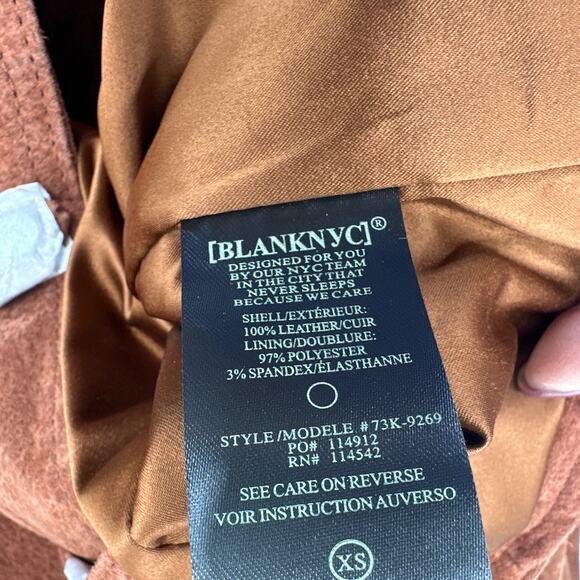 [BLANKNYC]®
DESIGNED FOR YOU
BY OUR NYC TEAM
IN THE CITY THAT
NEVER SLEEPS
BECAUSE WE CARE
SHELL/EXTÉRIEUR:
100% LEATHER/CUIR
LINING/DOUBLURE:
97% POLYESTER
3% SPANDEX/ÉLASTHANNE
STYLE/MODELE #73K-9269
PO# 114912
RN# 114542
SEE CARE ON REVERSE
VOIR INSTRUCTION AUVERSO
XS